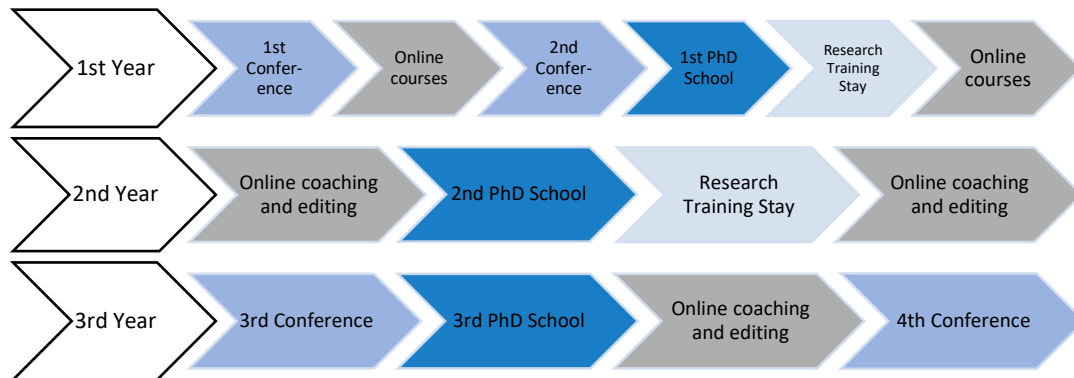 1st Year
1st
Confer-
ence
Online
courses
2nd
Confer-
ence
1st PhD
School
Research
Training
Stay
Online
courses
2nd Year
Online coaching
and editing
2nd PhD School
Research
Training Stay
Online coaching
and editing
3rd Year
3rd Conference
3rd PhD School
Online coaching
and editing
4th Conference